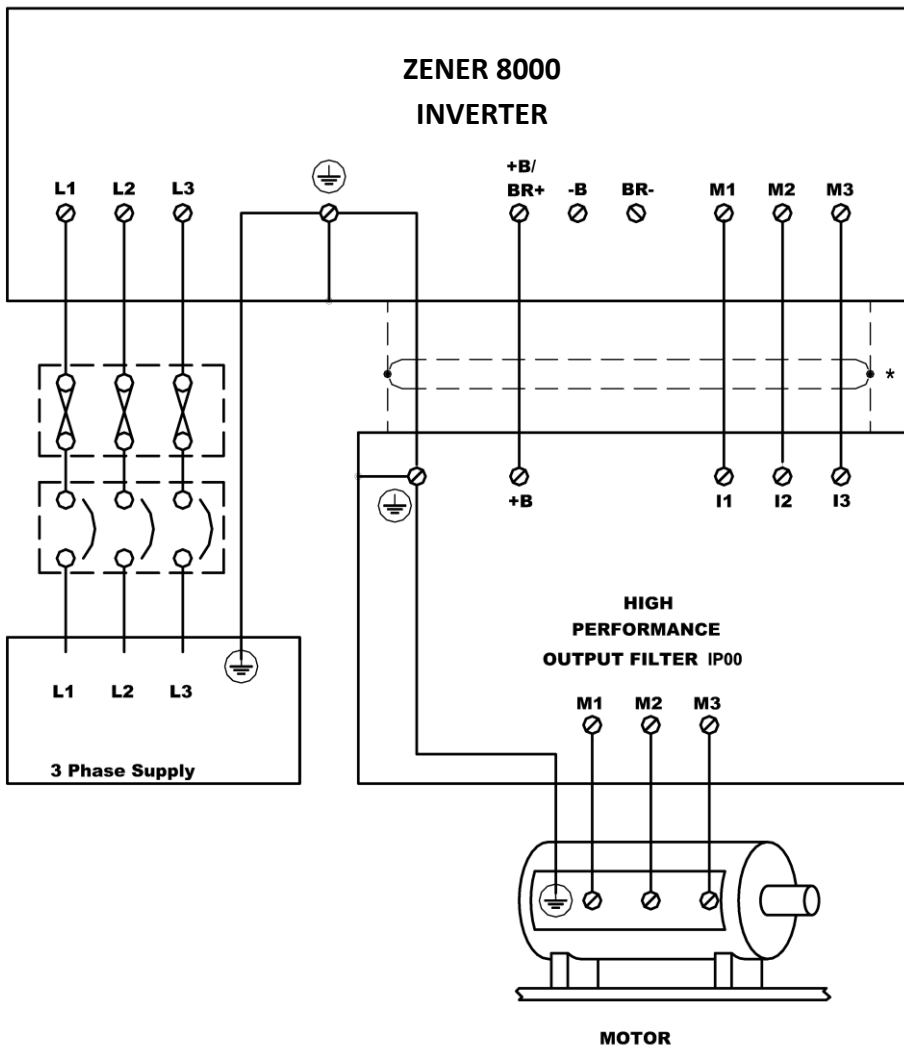 ZENER 8000
INVERTER
+B/
L1 L2 L3 BR+ -B BR- M1 M2 M3
*
+B I1 I2 I3
HIGH
PERFORMANCE
OUTPUT FILTER IP00
L1 L2 L3
M1 M2 M3
3 Phase Supply
MOTOR